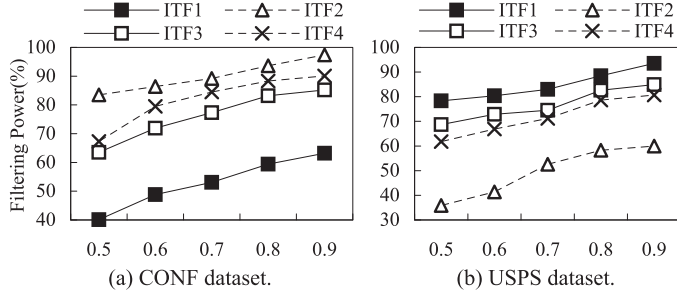 ITF1 ITF2
ITF3 ITF4
Filtering Power(%)
100
90
80
70
60
50
40
0.5 0.6 0.7 0.8 0.9
(a) CONF dataset.
ITF1 ITF2
ITF3 ITF4
100
90
80
70
60
50
40
30
0.5 0.6 0.7 0.8 0.9
(b) USPS dataset.